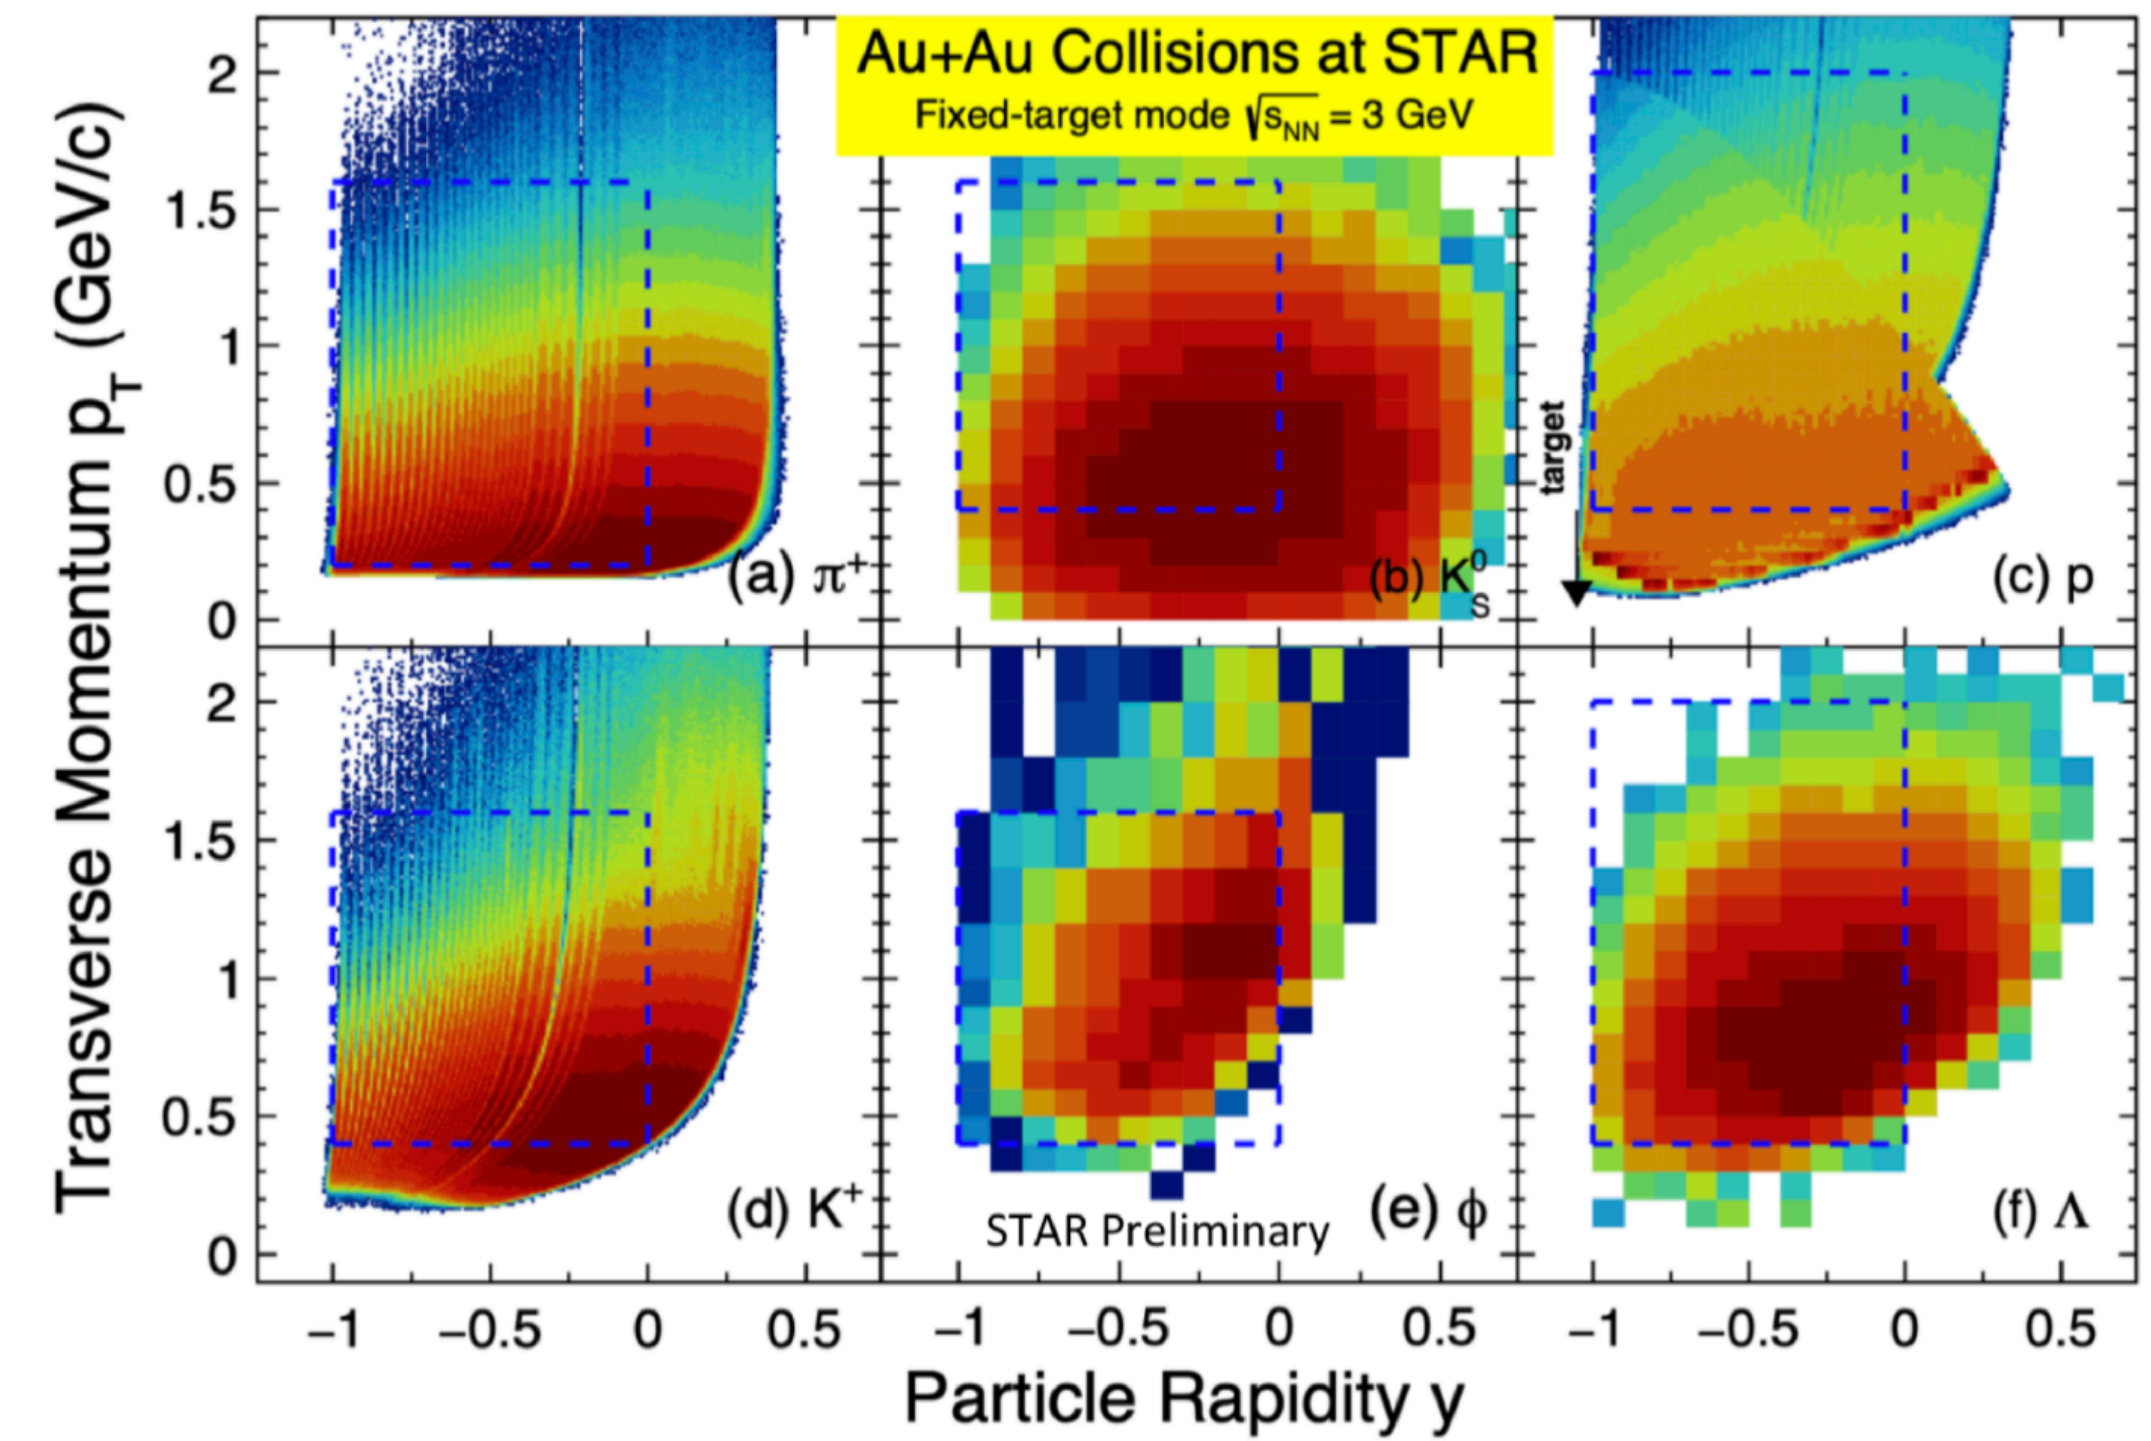 Au+Au Collisions at STAR
Fixed-target mode √sNN = 3 GeV
Transverse Momentum pT (GeV/c)
2
1.5
1
0.5
0
(a) π+
(b) K0S
target
(c) p
2
1.5
1
0.5
0
(d) K+
STAR Preliminary
(e) ϕ
(f) Λ
−1 −0.5 0 0.5
−1 −0.5 0 0.5
−1 −0.5 0 0.5
Particle Rapidity y